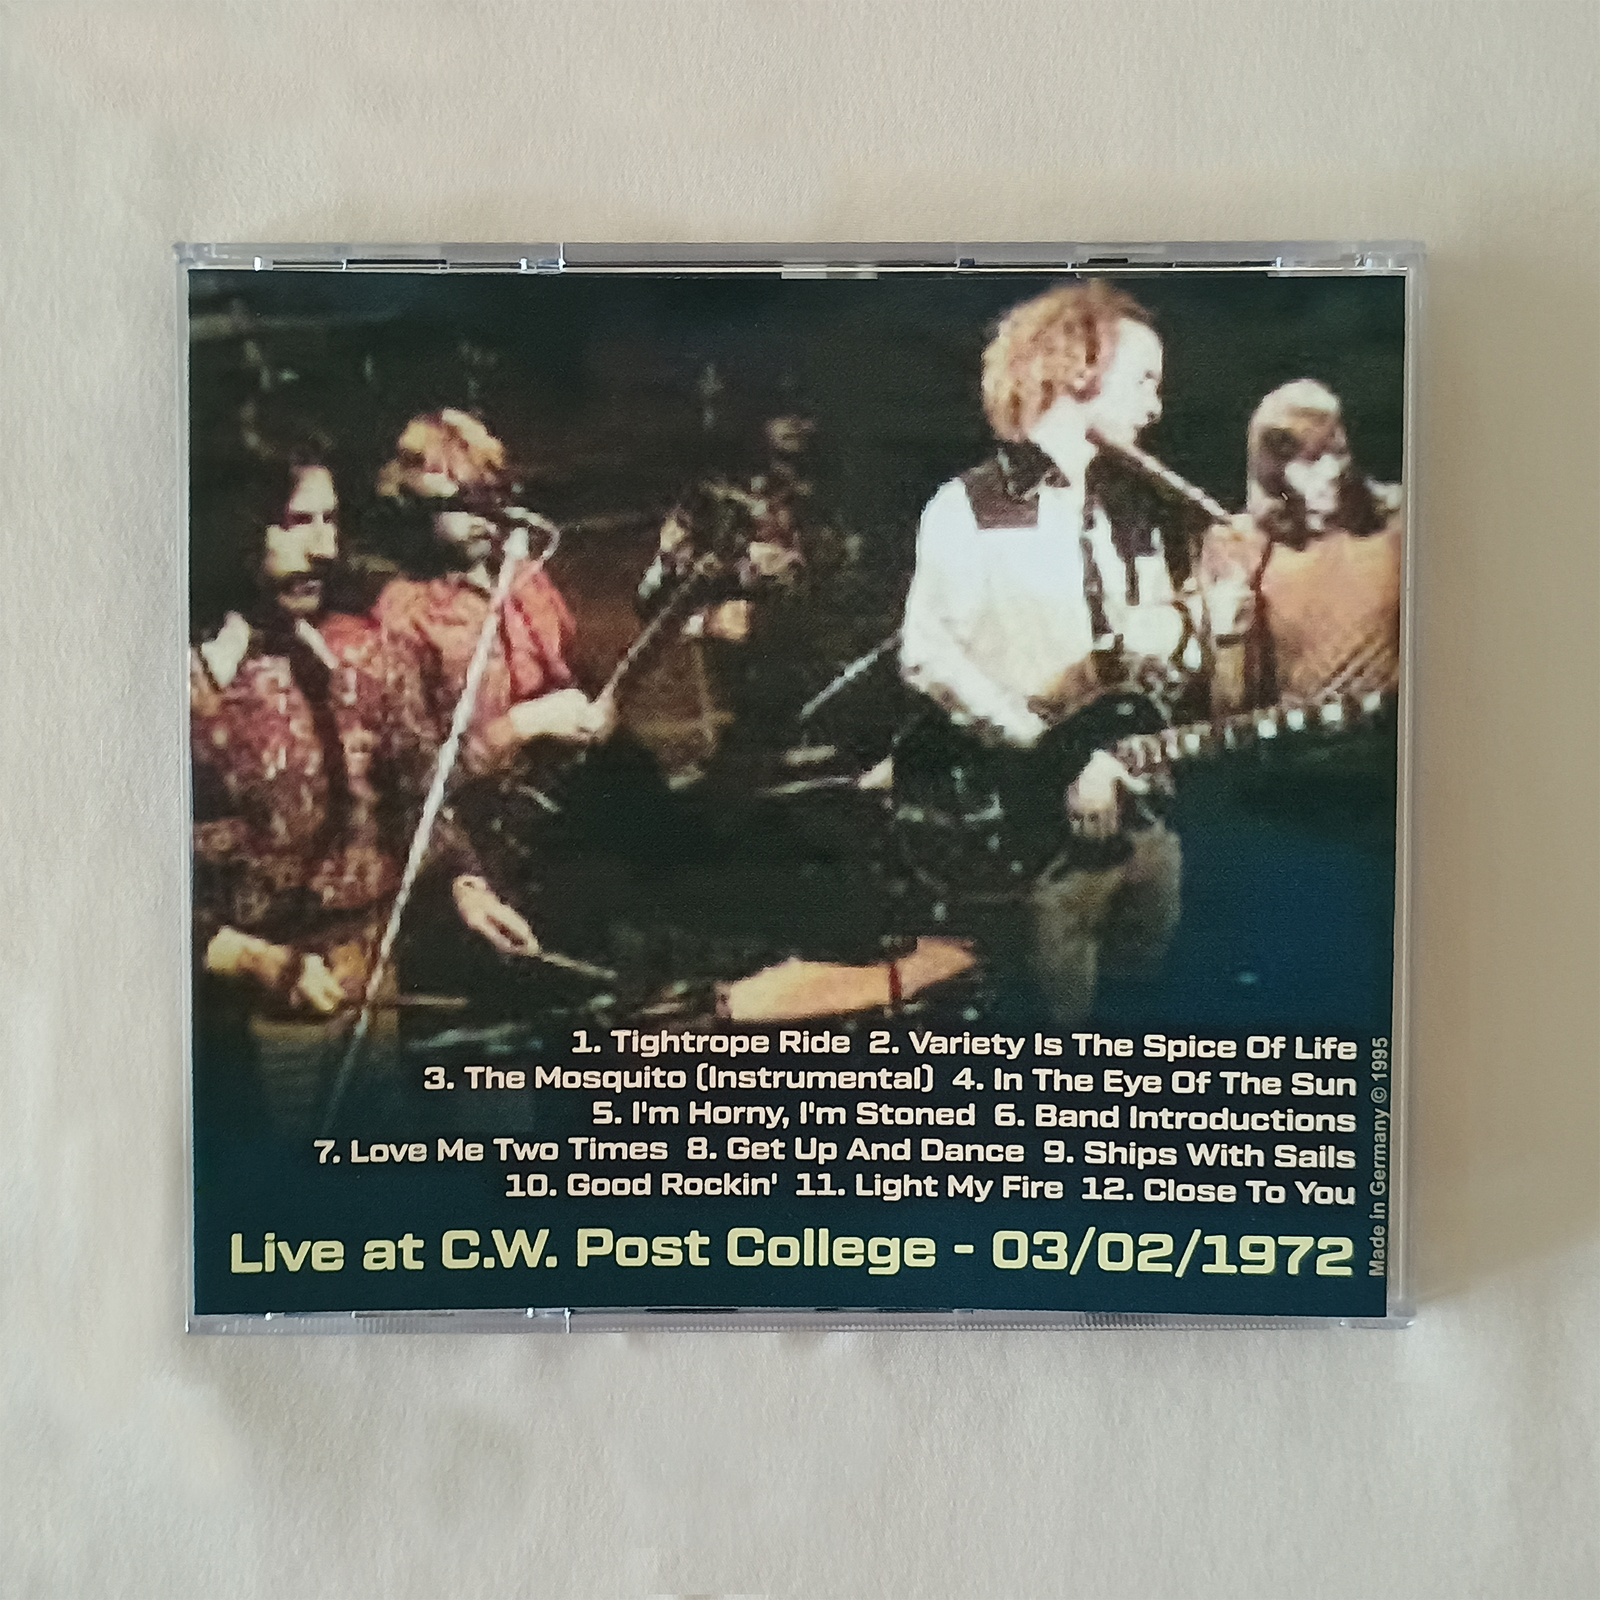 1. Tightrope Ride 2. Variety Is The Spice Of Life
3. The Mosquito (Instrumental) 4. In The Eye Of The Sun
5. I'm Horny, I'm Stoned 6. Band Introductions
7. Love Me Two Times 8. Get Up And Dance 9. Ships With Sails
10. Good Rockin' 11. Light My Fire 12. Close To You
Live at C.W. Post College - 03/02/1972
Made in Germany © 1995